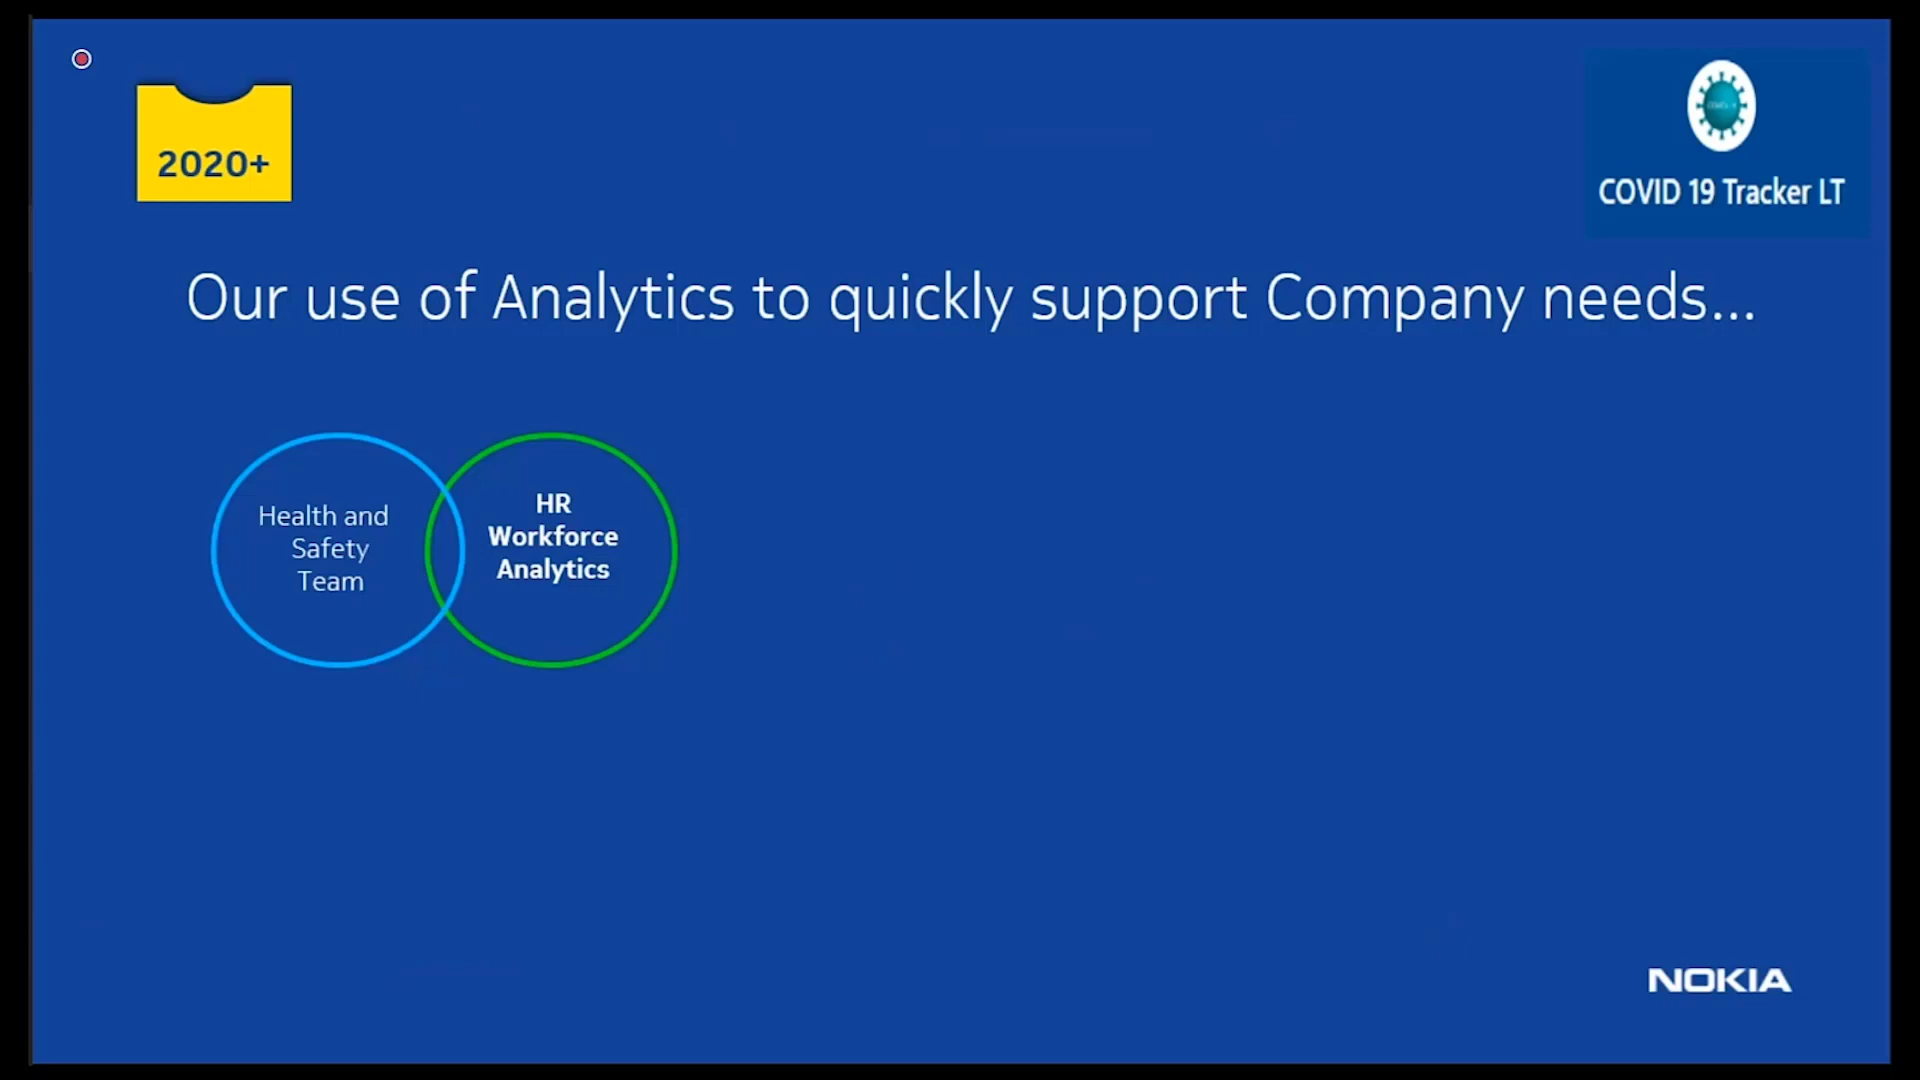 2020+
COVID 19 Tracker LT
Our use of Analytics to quickly support Company needs...
Health and
Safety
Team
HR
Workforce
Analytics
NOKIA